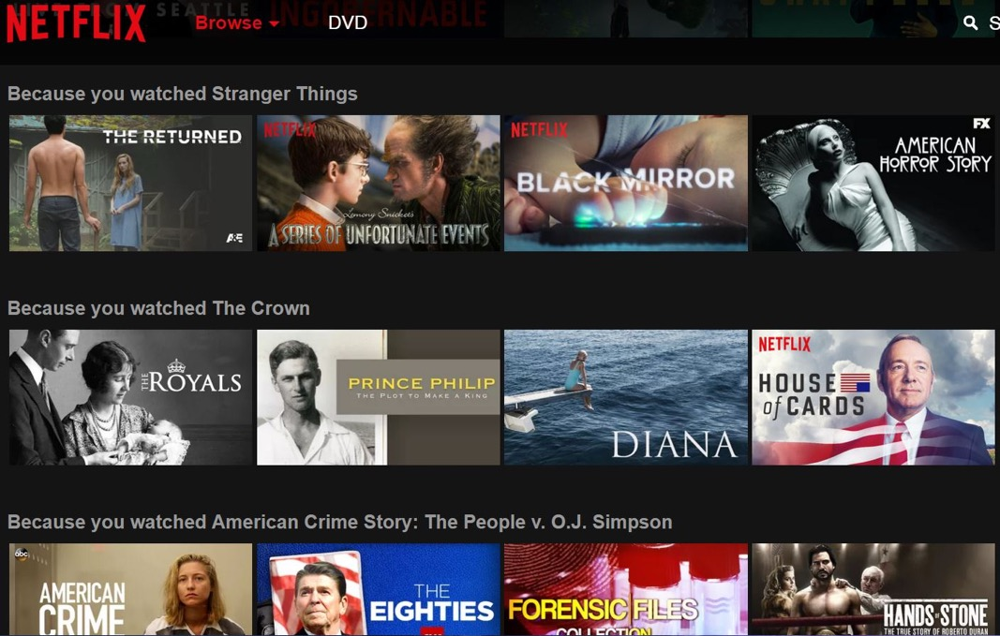 SEATTLE
INGOBERNABLE
NETFLIX Browse DVD S
Because you watched Stranger Things
THE RETURNED
A&E
NETFLIX
Lemony Snicket's
A SERIES OF UNFORTUNATE EVENTS
NETFLIX
BLACK MIRROR
FX
AMERICAN
HORROR STORY
Because you watched The Crown
THE ROYALS
PRINCE PHILIP
THE PLOT TO MAKE A KING
DIANA
NETFLIX
HOUSE
of CARDS
Because you watched American Crime Story: The People v. O.J. Simpson
abc
AMERICAN
CRIME
THE
EIGHTIES
CNN
FORENSIC FILES
COLLECTION
HANDS OF STONE
THE TRUE STORY OF ROBERTO DURAN